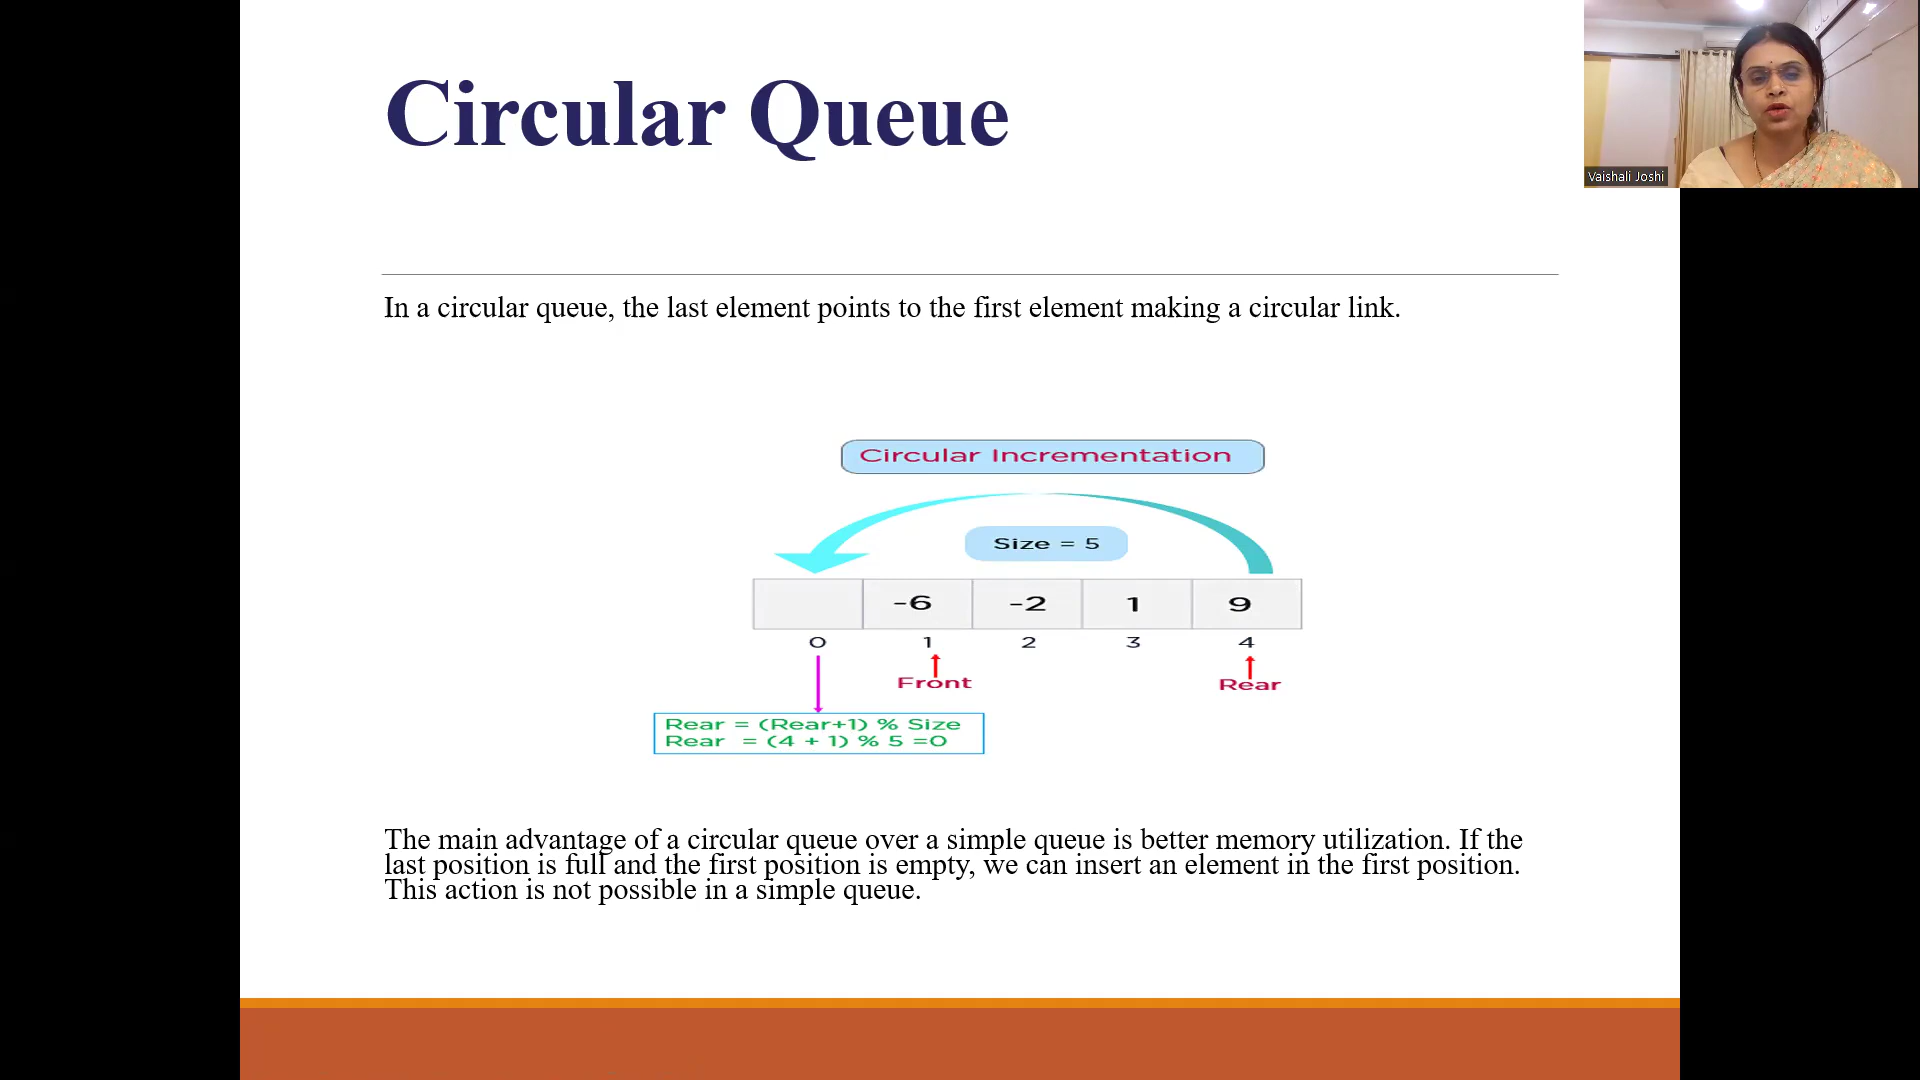 Circular Queue
Vaishali Joshi
In a circular queue, the last element points to the first element making a circular link.
Circular Incrementation
Size = 5
-6 -2 1 9
0 1 2 3 4
Front Rear
Rear = (Rear+1) % Size
Rear = (4 + 1) % 5 =0
The main advantage of a circular queue over a simple queue is better memory utilization. If the
last position is full and the first position is empty, we can insert an element in the first position.
This action is not possible in a simple queue.